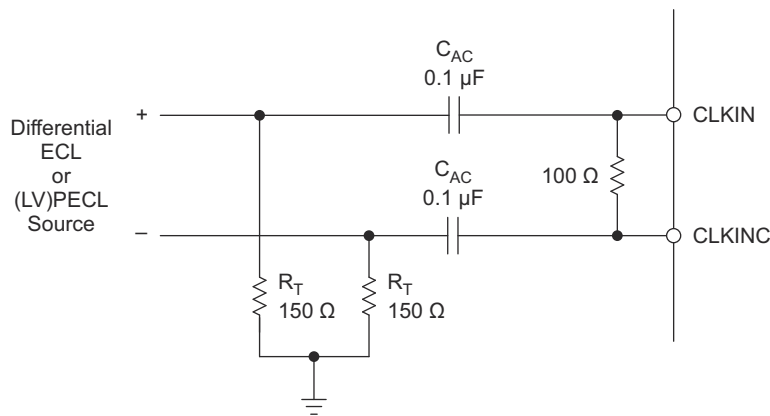 C_AC
0.1 µF
+
CLKIN
Differential
ECL
or
(LV)PECL
Source
C_AC
0.1 µF
100 Ω
–
CLKINC
R_T
150 Ω
R_T
150 Ω